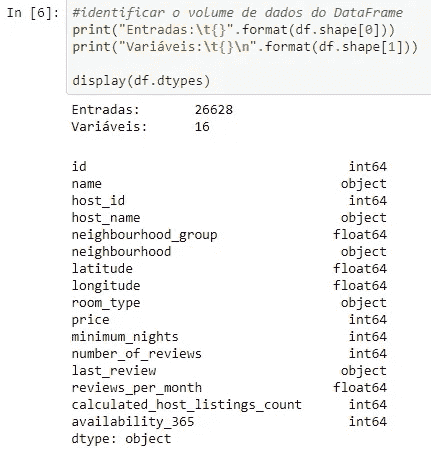 In [6]: #identificar o volume de dados do DataFrame
print("Entradas:\t{}".format(df.shape[0]))
print("Variáveis:\t{}\n".format(df.shape[1]))
display(df.dtypes)
Entradas: 26628
Variáveis: 16
id int64
name object
host_id int64
host_name object
neighbourhood_group float64
neighbourhood object
latitude float64
longitude float64
room_type object
price int64
minimum_nights int64
number_of_reviews int64
last_review object
reviews_per_month float64
calculated_host_listings_count int64
availability_365 int64
dtype: object